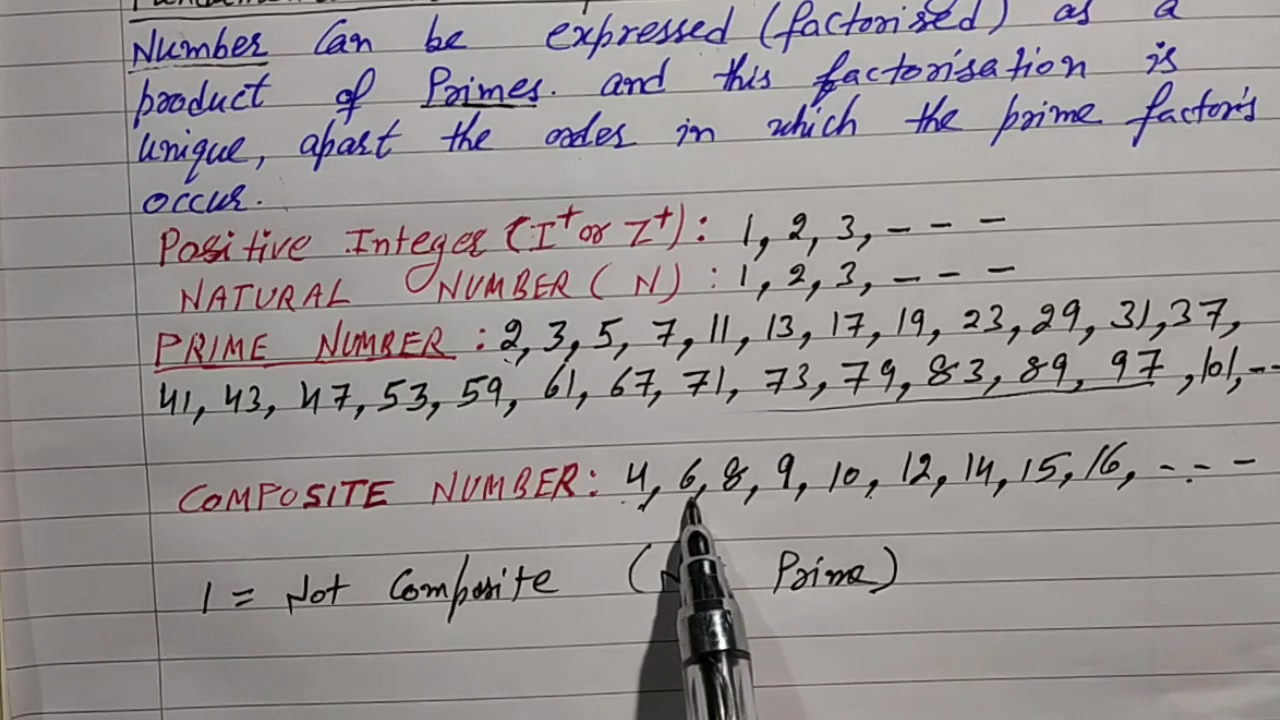 Number Can be expressed (factorised) as a
product of Primes. and this factorisation is
unique, apart the order in which the prime factor's
occur.
Positive Integer (I+ or Z+) : 1, 2, 3, - - -
NATURAL NUMBER (N) : 1, 2, 3, - - -
PRIME NUMBER : 2, 3, 5, 7, 11, 13, 17, 19, 23, 29, 31, 37,
41, 43, 47, 53, 59, 61, 67, 71, 73, 79, 83, 89, 97, 101, --
COMPOSITE NUMBER: 4, 6, 8, 9, 10, 12, 14, 15, 16, - - -
1 = Not Composite ( Prime)